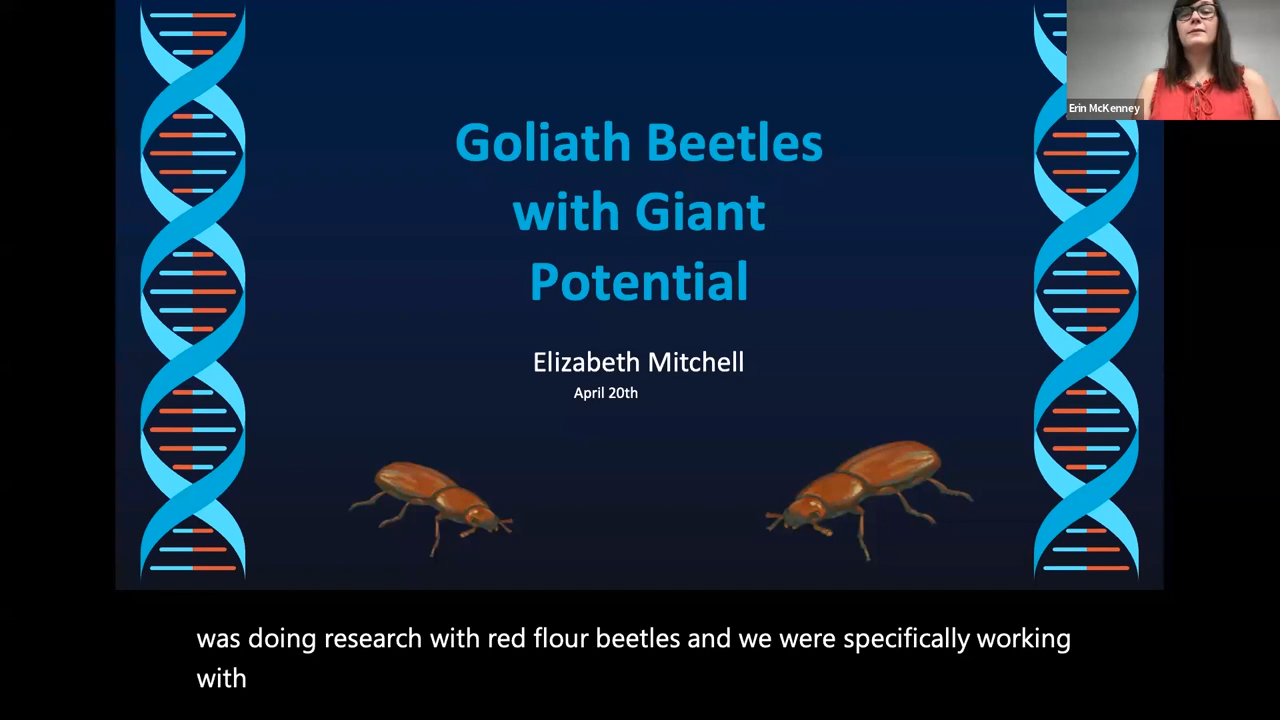 Goliath Beetles
with Giant
Potential
Elizabeth Mitchell
April 20th
Erin McKenney
was doing research with red flour beetles and we were specifically working
with